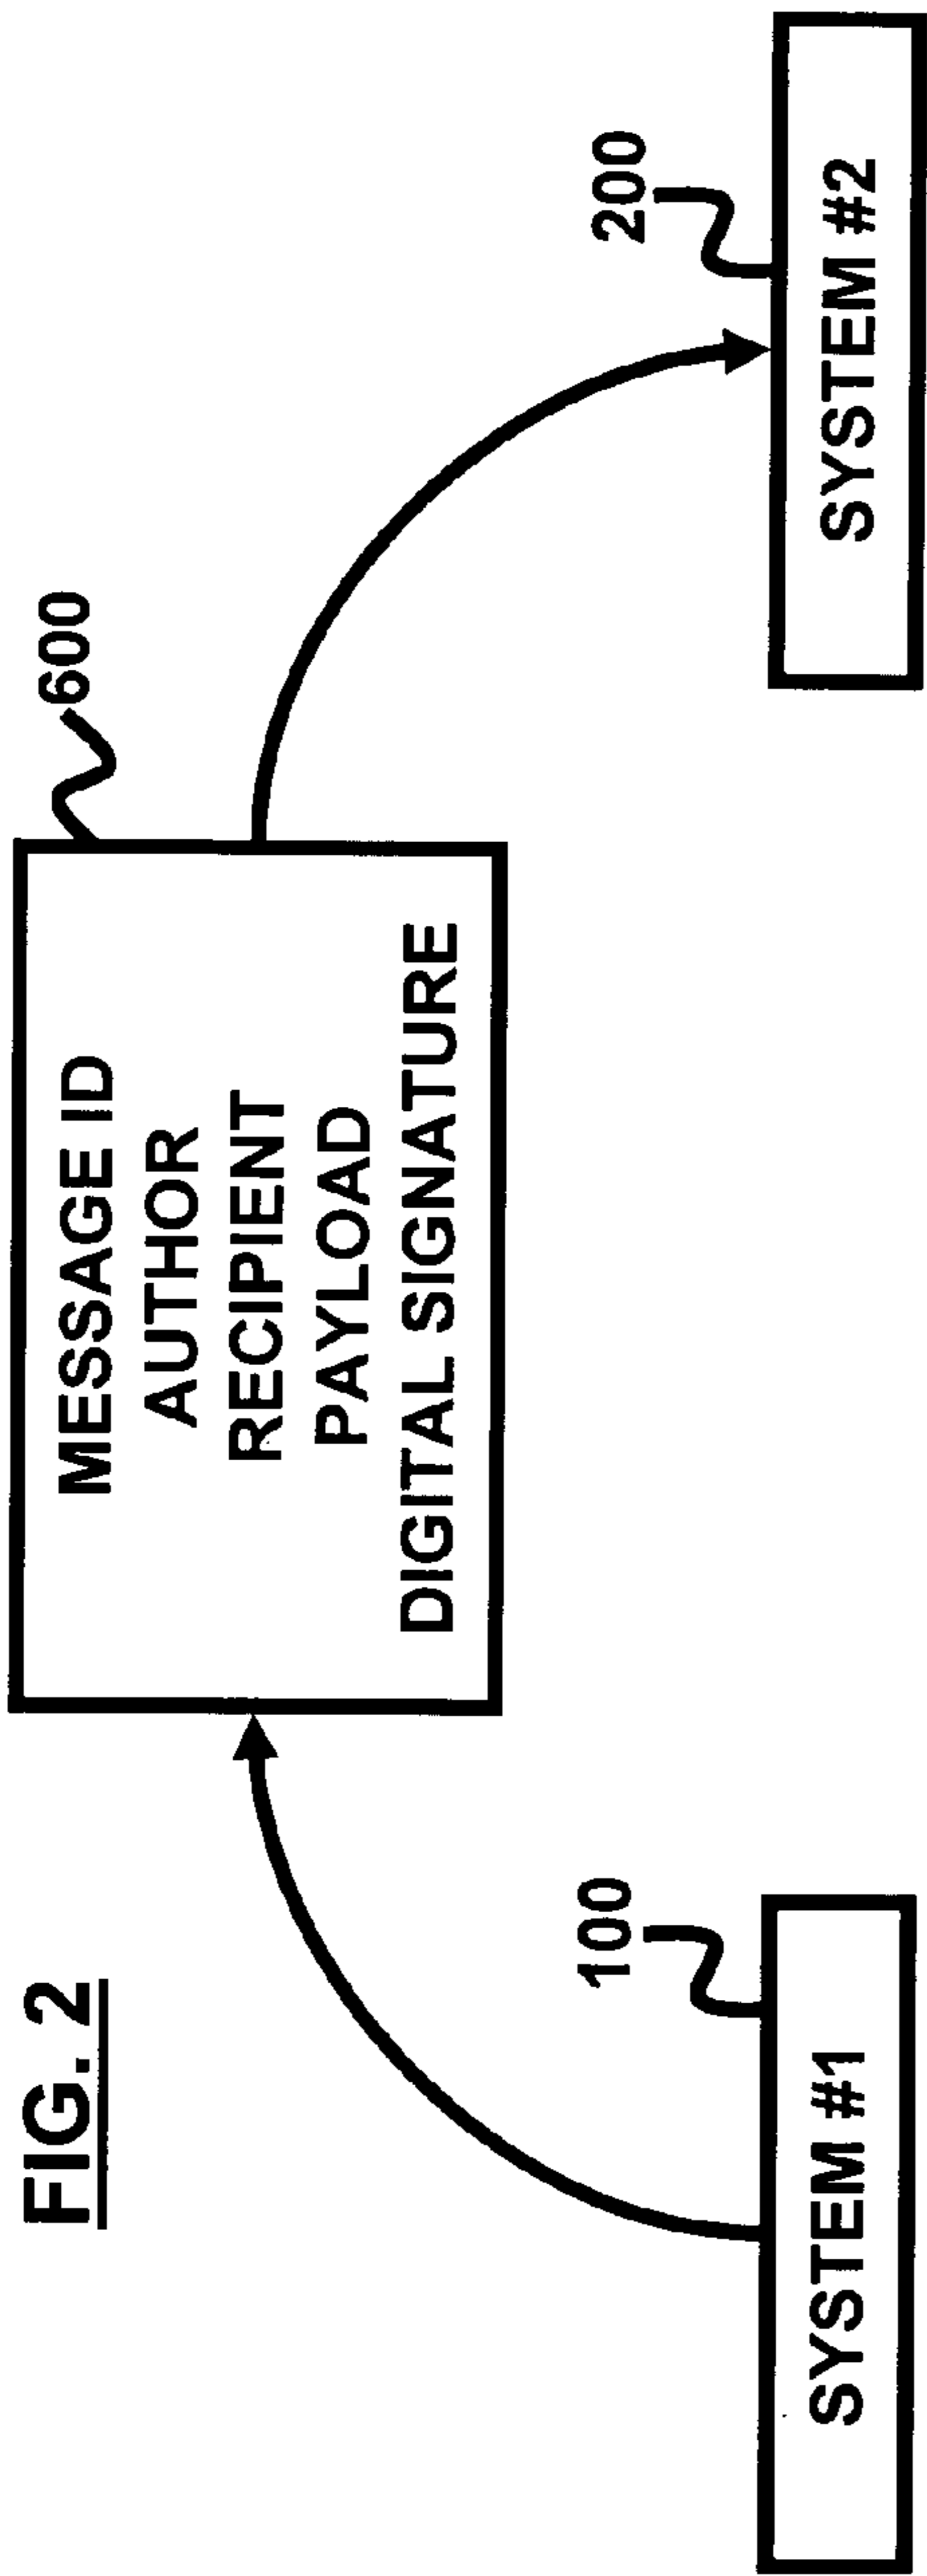 FIG. 2
600
MESSAGE ID
AUTHOR
RECIPIENT
PAYLOAD
DIGITAL SIGNATURE
100
200
SYSTEM #1
SYSTEM #2